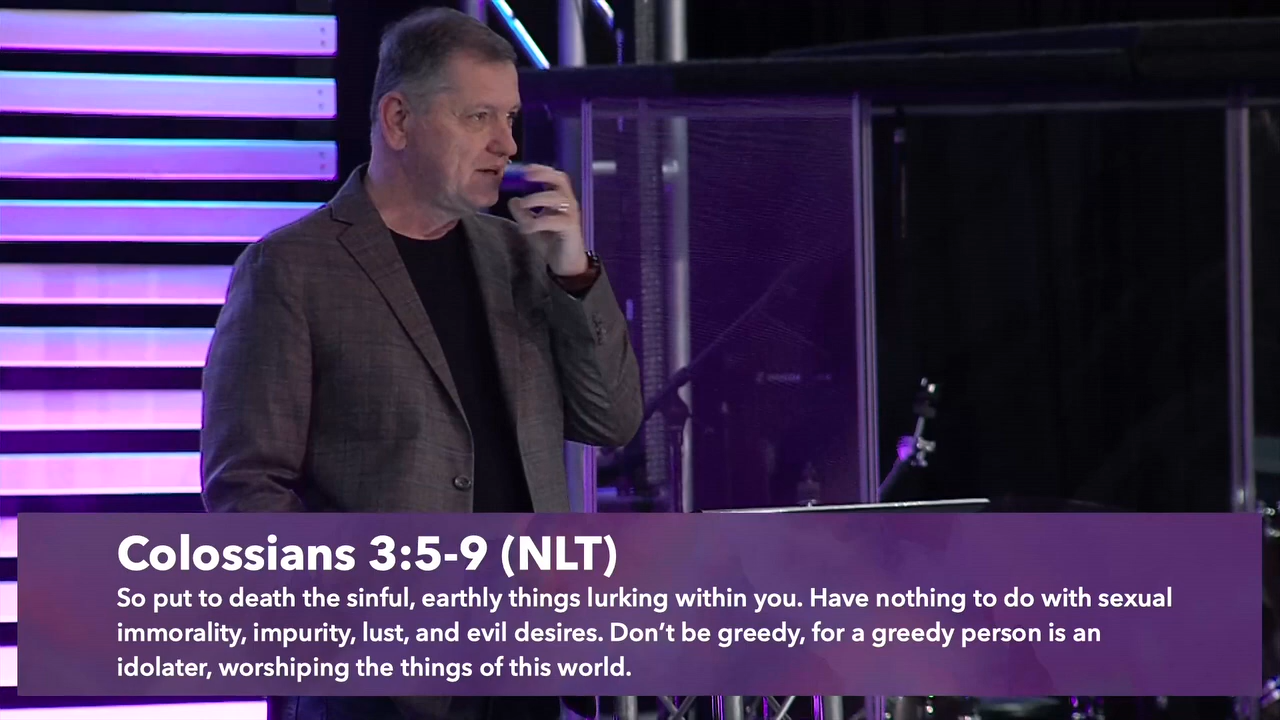 Colossians 3:5-9 (NLT)
So put to death the sinful, earthly things lurking within you. Have nothing to do with sexual
immorality, impurity, lust, and evil desires. Don’t be greedy, for a greedy person is an
idolater, worshiping the things of this world.